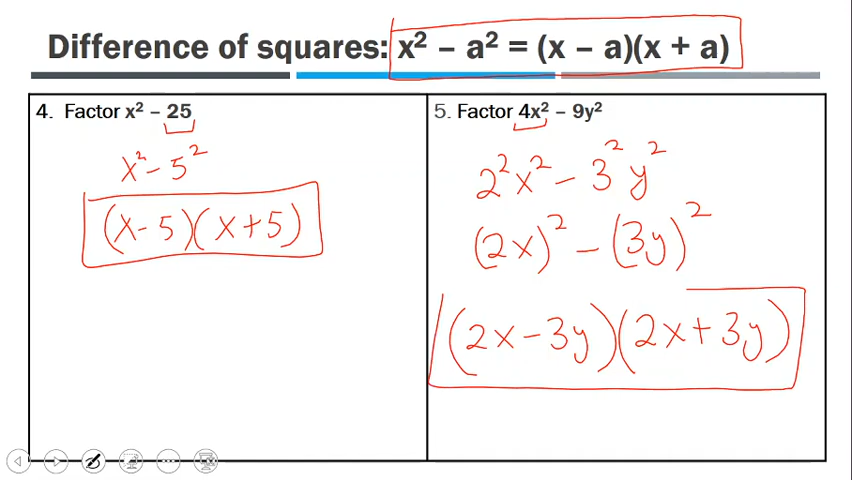 Difference of squares: x² – a² = (x – a)(x + a)
4. Factor x² – 25
x² – 5²
(x – 5)(x + 5)
5. Factor 4x² – 9y²
2²x² – 3²y²
(2x)² – (3y)²
(2x – 3y)(2x + 3y)